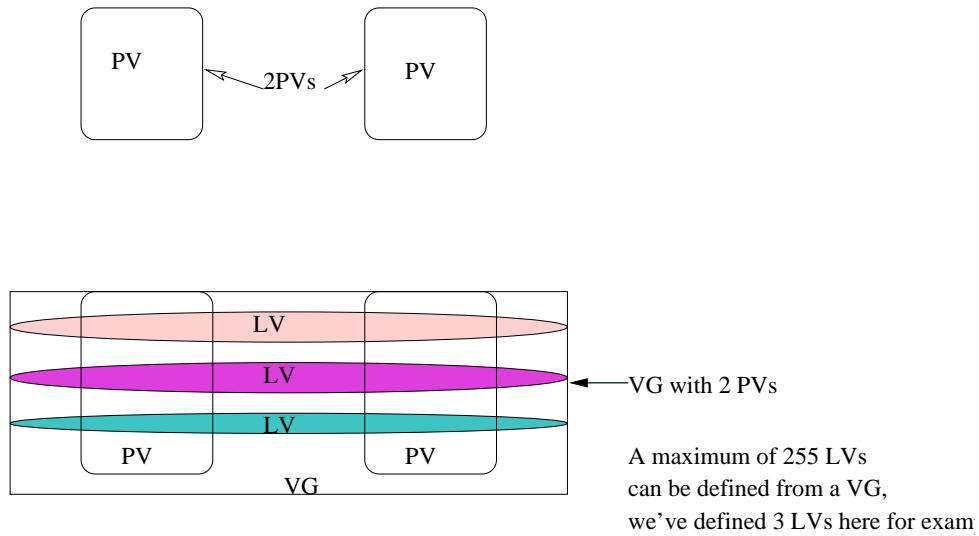 PV
2PVs
PV
LV
LV
LV
PV
PV
VG
VG with 2 PVs
A maximum of 255 LVs
can be defined from a VG,
we've defined 3 LVs here for